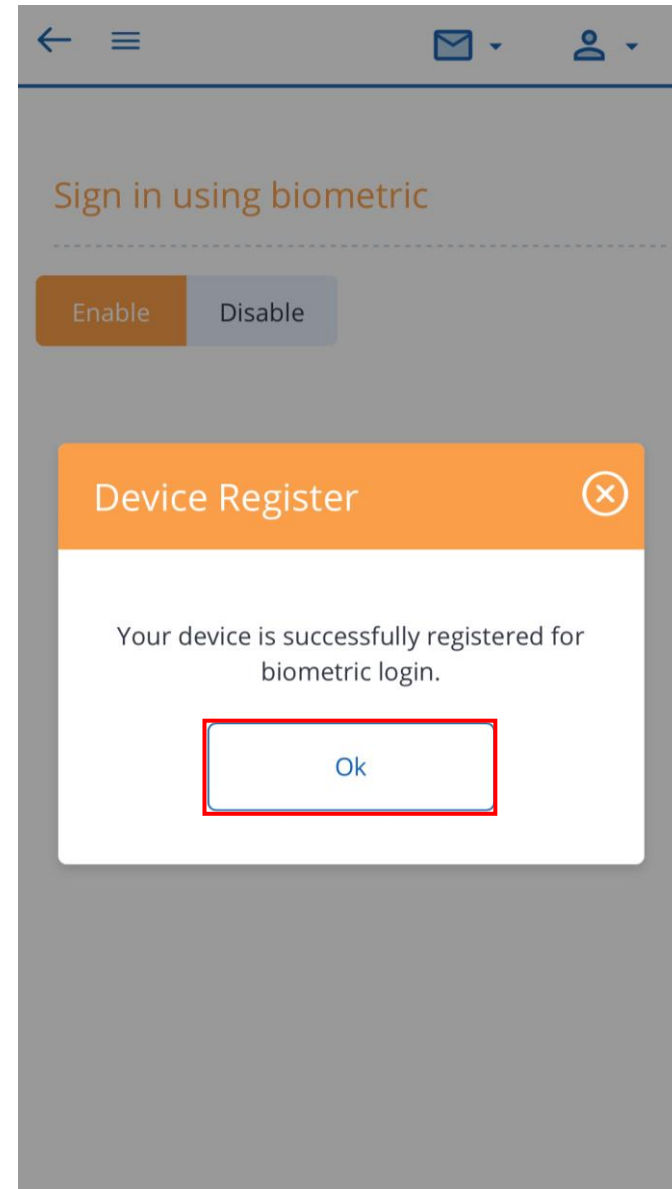 Sign in using biometric
Enable Disable
Device Register
Your device is successfully registered for
biometric login.
Ok